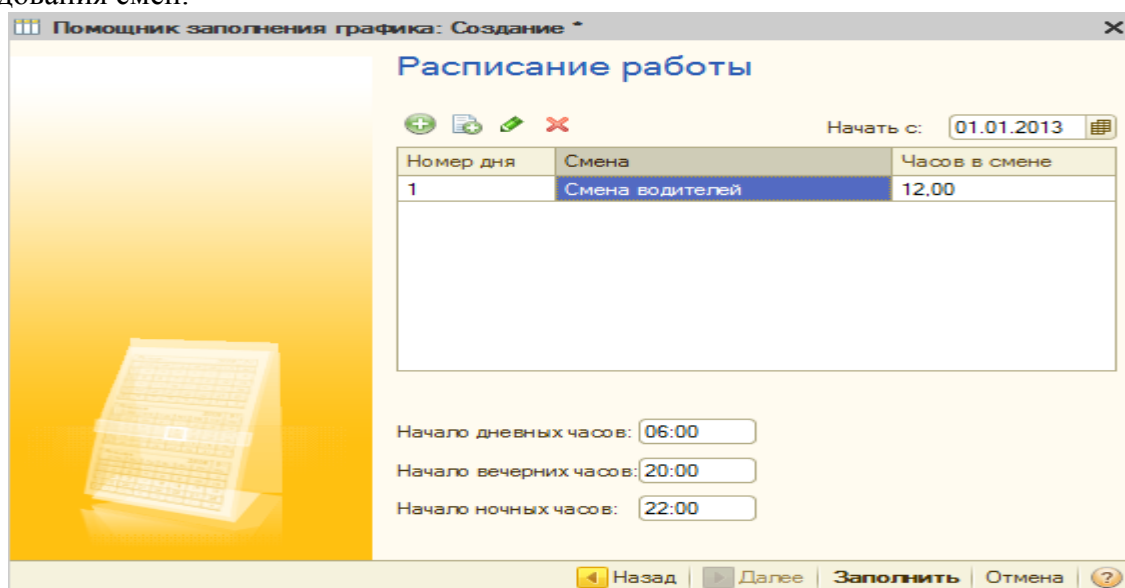 дования смен.
Помощник заполнения графика: Создание *
Расписание работы
Начать с: 01.01.2013
Номер дня Смена Часов в смене
1 Смена водителей 12,00
Начало дневных часов: 06:00
Начало вечерних часов: 20:00
Начало ночных часов: 22:00
Назад Далее Заполнить Отмена ?